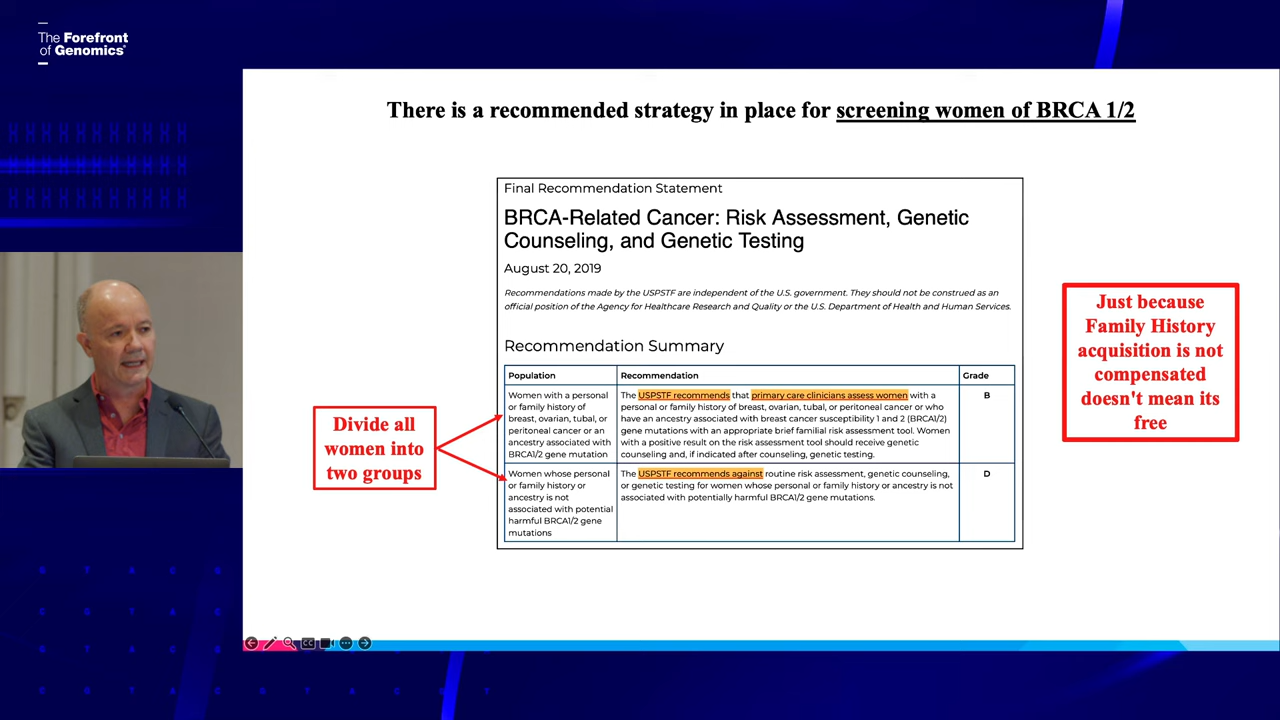 The Forefront
of Genomics®
There is a recommended strategy in place for screening women of BRCA 1/2
Final Recommendation Statement
BRCA-Related Cancer: Risk Assessment, Genetic
Counseling, and Genetic Testing
August 20, 2019
Recommendations made by the USPSTF are independent of the U.S. government. They should not be construed as an
official position of the Agency for Healthcare Research and Quality or the U.S. Department of Health and Human Services.
Recommendation Summary
Population
Recommendation
Grade
Women with a personal
or family history of
breast, ovarian, tubal, or
peritoneal cancer or an
ancestry associated with
BRCA1/2 gene mutation
The USPSTF recommends that primary care clinicians assess women with a
personal or family history of breast, ovarian, tubal, or peritoneal cancer or who
have an ancestry associated with breast cancer susceptibility 1 and 2 (BRCA1/2)
gene mutations with an appropriate brief familial risk assessment tool. Women
with a positive result on the risk assessment tool should receive genetic
counseling and, if indicated after counseling, genetic testing.
B
Women whose personal
or family history or
ancestry is not
associated with potential
harmful BRCA1/2 gene
mutations
The USPSTF recommends against routine risk assessment, genetic counseling,
or genetic testing for women whose personal or family history or ancestry is not
associated with potentially harmful BRCA1/2 gene mutations.
D
Divide all
women into
two groups
Just because
Family History
acquisition is not
compensated
doesn't mean its
free